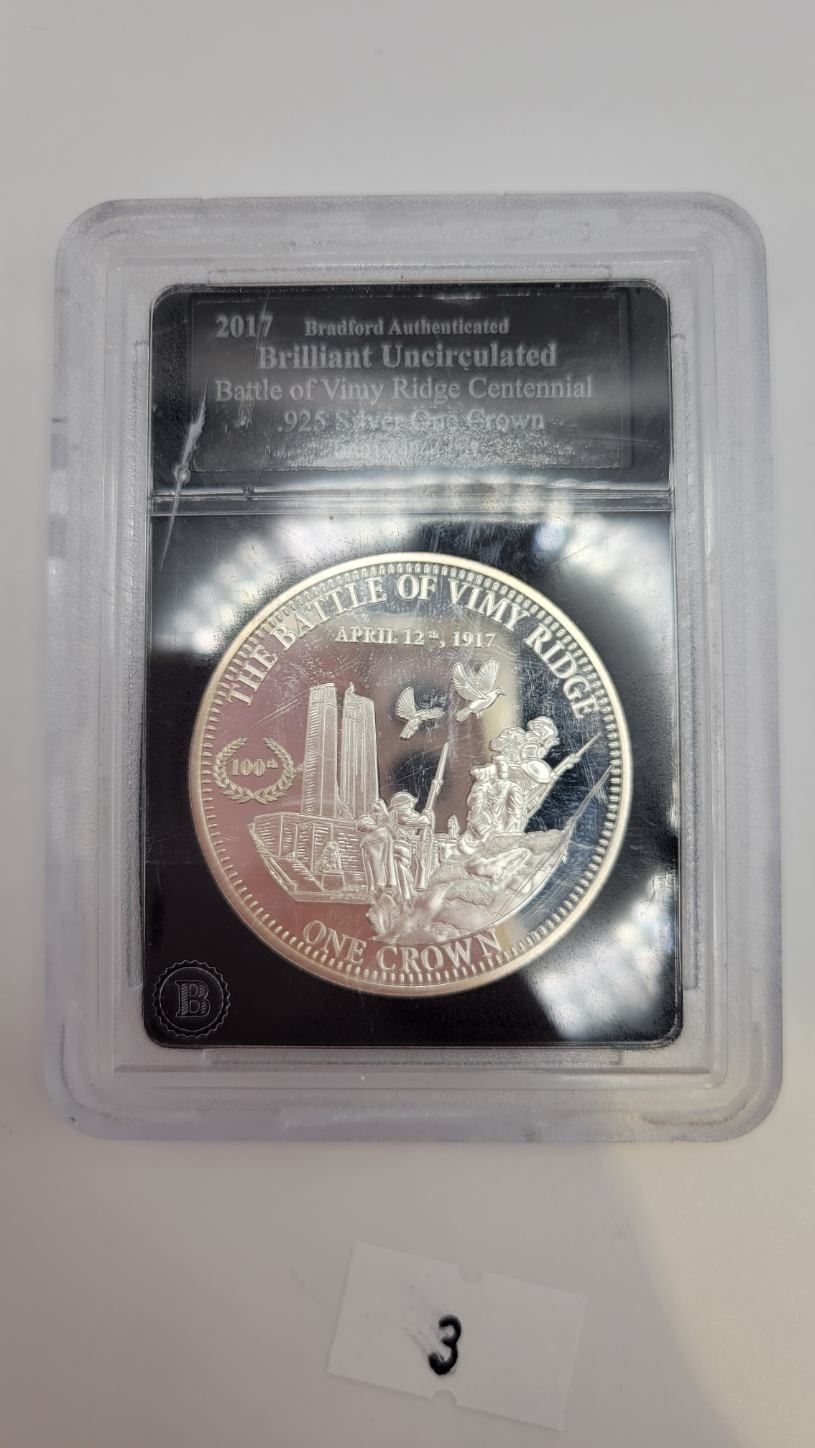 2017 Bradford Authenticated
Brilliant Uncirculated
Battle of Vimy Ridge Centennial
.925 Silver One Crown
THE BATTLE OF VIMY RIDGE
APRIL 12th, 1917
100th
ONE CROWN
B
3